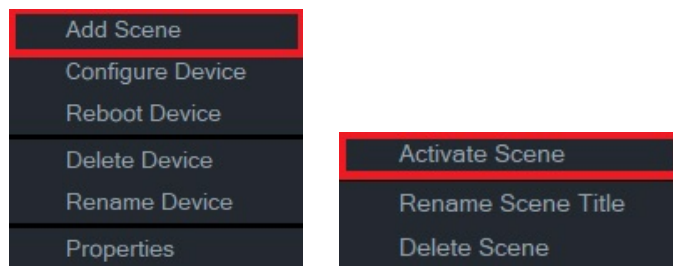 Add Scene
Configure Device
Reboot Device
Delete Device
Rename Device
Properties
Activate Scene
Rename Scene Title
Delete Scene